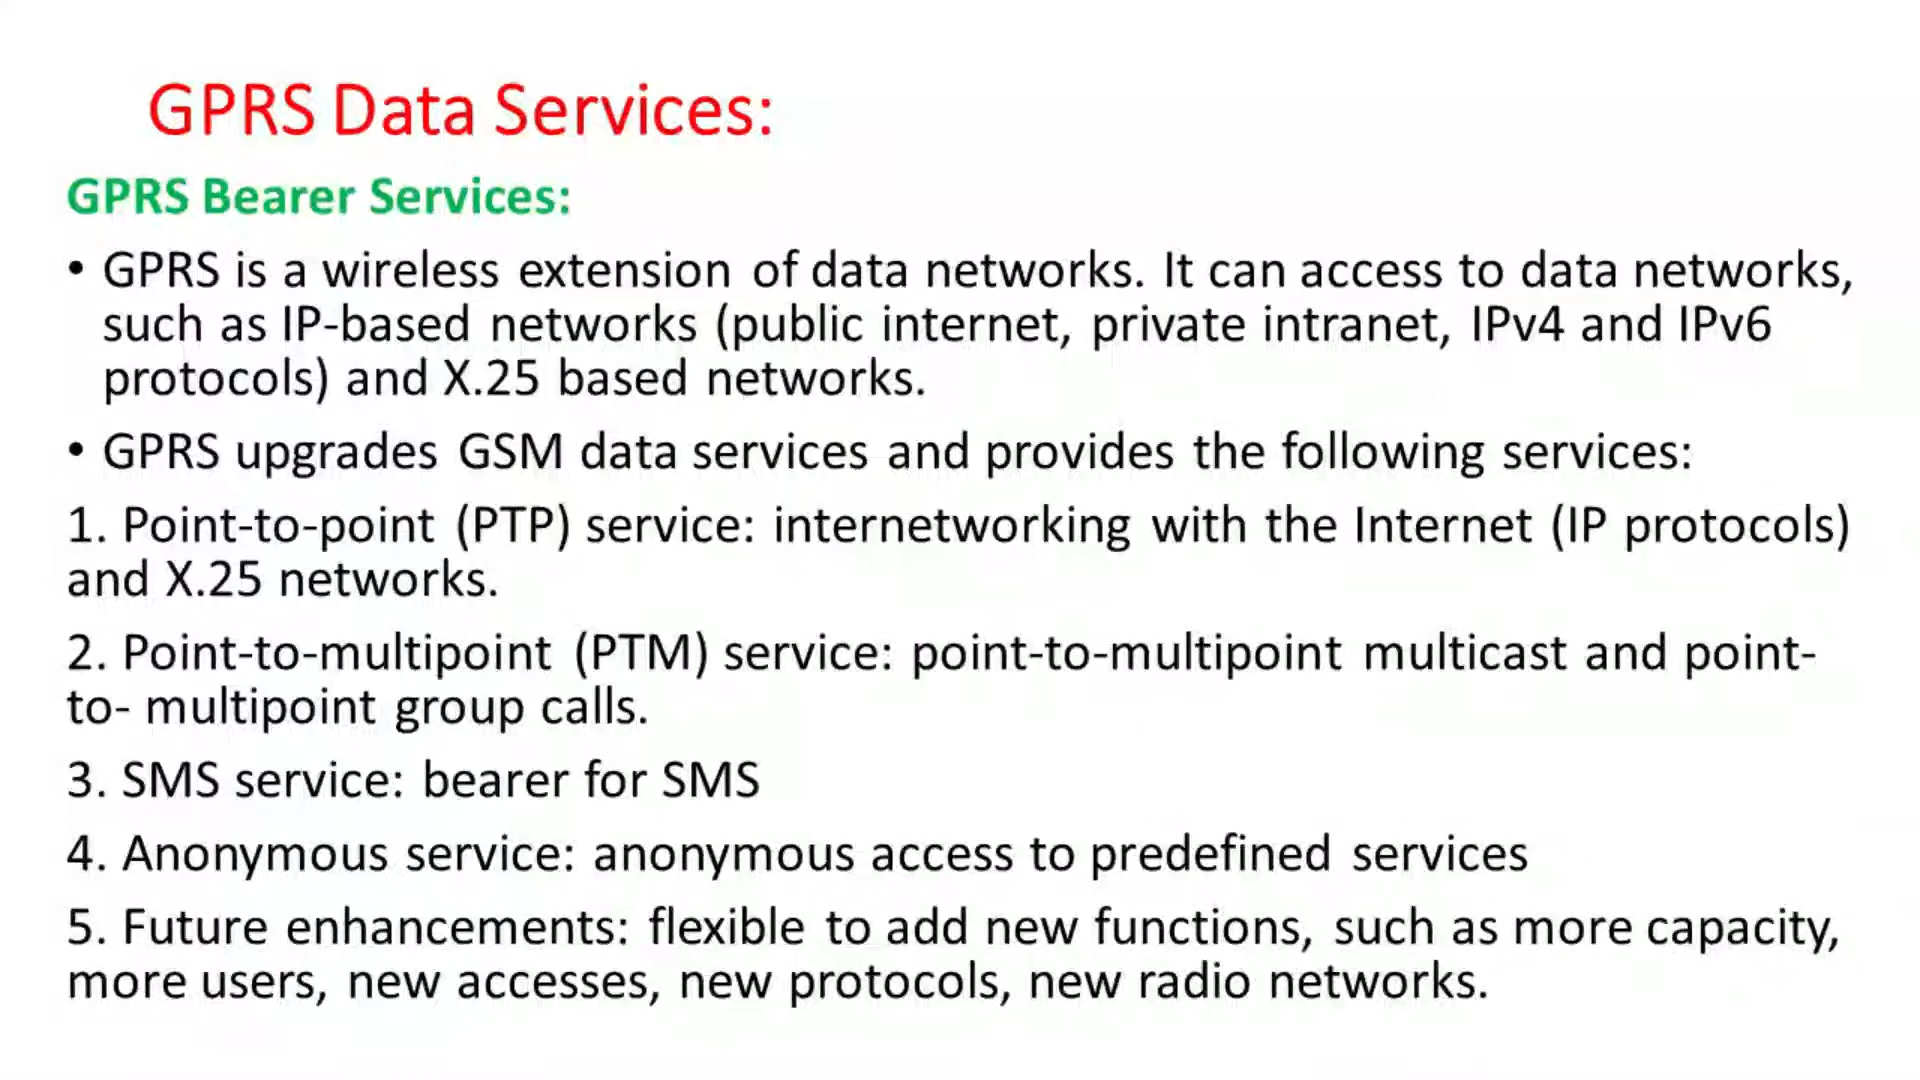 GPRS Data Services:
GPRS Bearer Services:
• GPRS is a wireless extension of data networks. It can access to data networks,
such as IP-based networks (public internet, private intranet, IPv4 and IPv6
protocols) and X.25 based networks.
• GPRS upgrades GSM data services and provides the following services:
1. Point-to-point (PTP) service: internetworking with the Internet (IP protocols)
and X.25 networks.
2. Point-to-multipoint (PTM) service: point-to-multipoint multicast and point-
to- multipoint group calls.
3. SMS service: bearer for SMS
4. Anonymous service: anonymous access to predefined services
5. Future enhancements: flexible to add new functions, such as more capacity,
more users, new accesses, new protocols, new radio networks.